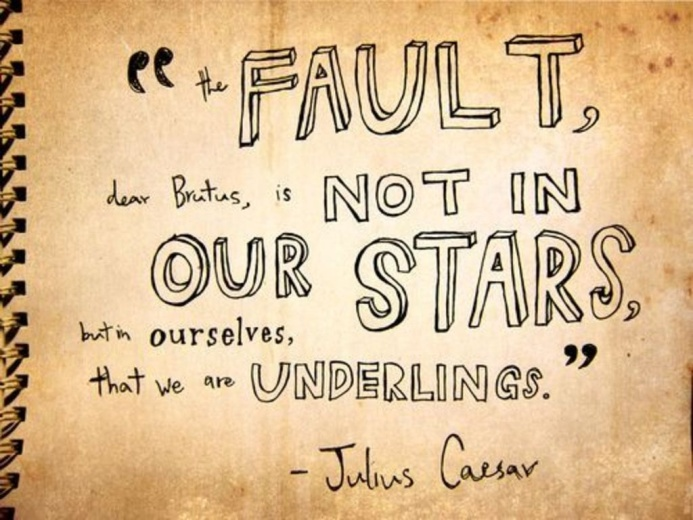 “ the FAULT,
dear Brutus, is NOT IN
OUR STARS,
but in ourselves,
that we are UNDERLINGS. ”
- Julius Caesar